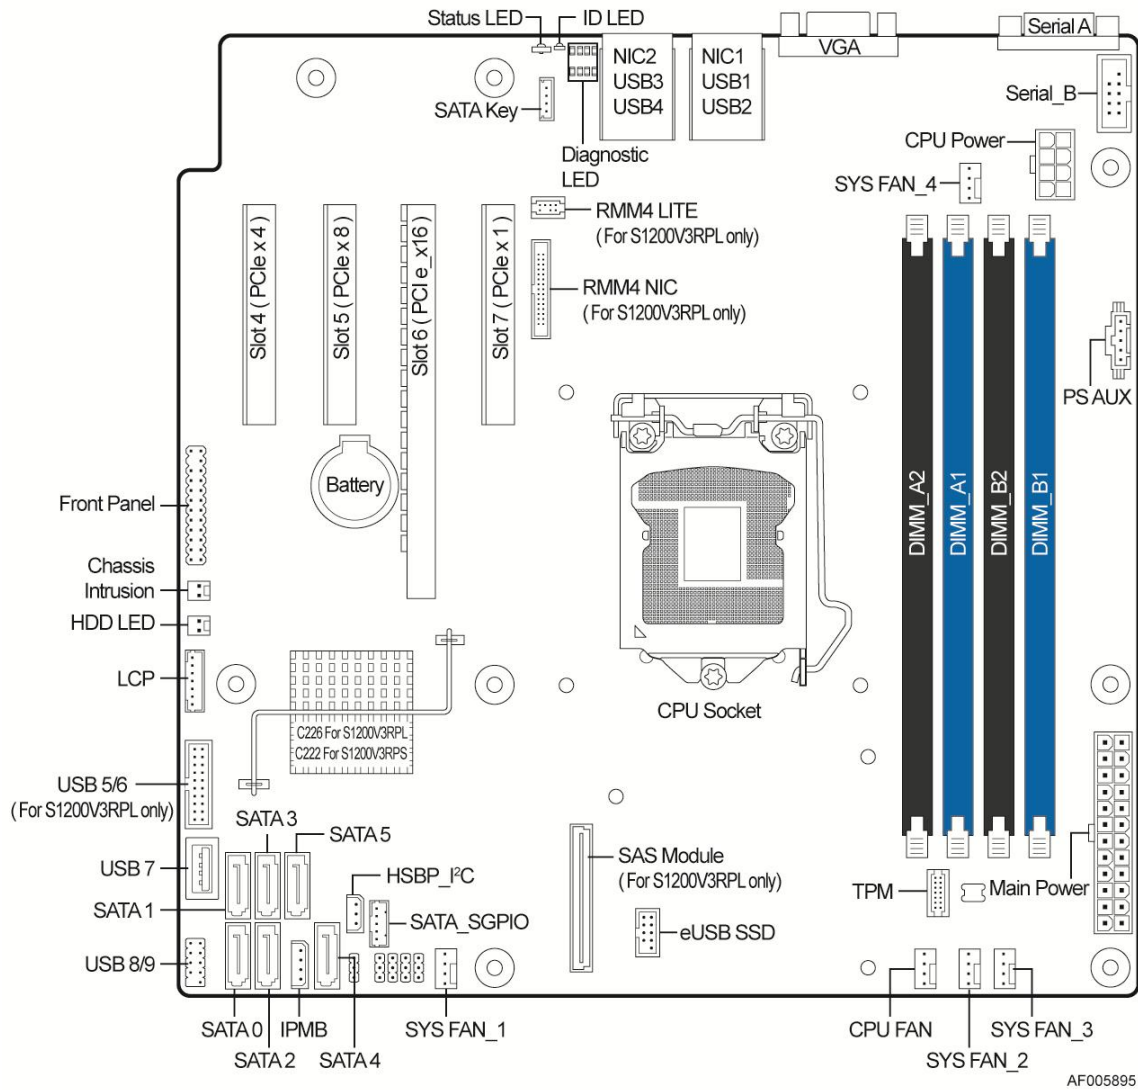 Status LED
ID LED
VGA
Serial A
NIC2
USB3
USB4
NIC1
USB1
USB2
SATA Key
Serial_B
CPU Power
Diagnostic
LED
SYS FAN_4
RMM4 LITE
( For S1200V3RPL only)
RMM4 NIC
( For S1200V3RPL only)
Slot 4 ( PCIe x 4 )
Slot 5 ( PCIe x 8 )
Slot 6 ( PCI e_x16 )
Slot 7 ( PCIe x 1 )
PS AUX
Battery
Front Panel
DIMM_A2
DIMM_A1
DIMM_B2
DIMM_B1
Chassis
Intrusion
HDD LED
LCP
CPU Socket
C226 For S1200V3RPL
C222 For S1200V3RPS
USB 5/6
( For S1200V3RPL only)
SATA 3
SATA 5
USB 7
HSBP_I²C
SAS Module
( For S1200V3RPL only)
TPM
Main Power
SATA 1
SATA_SGPIO
eUSB SSD
USB 8/9
SATA 0
IPMB
SYS FAN_1
CPU FAN
SYS FAN_3
SATA 2
SATA 4
SYS FAN_2
AF005895